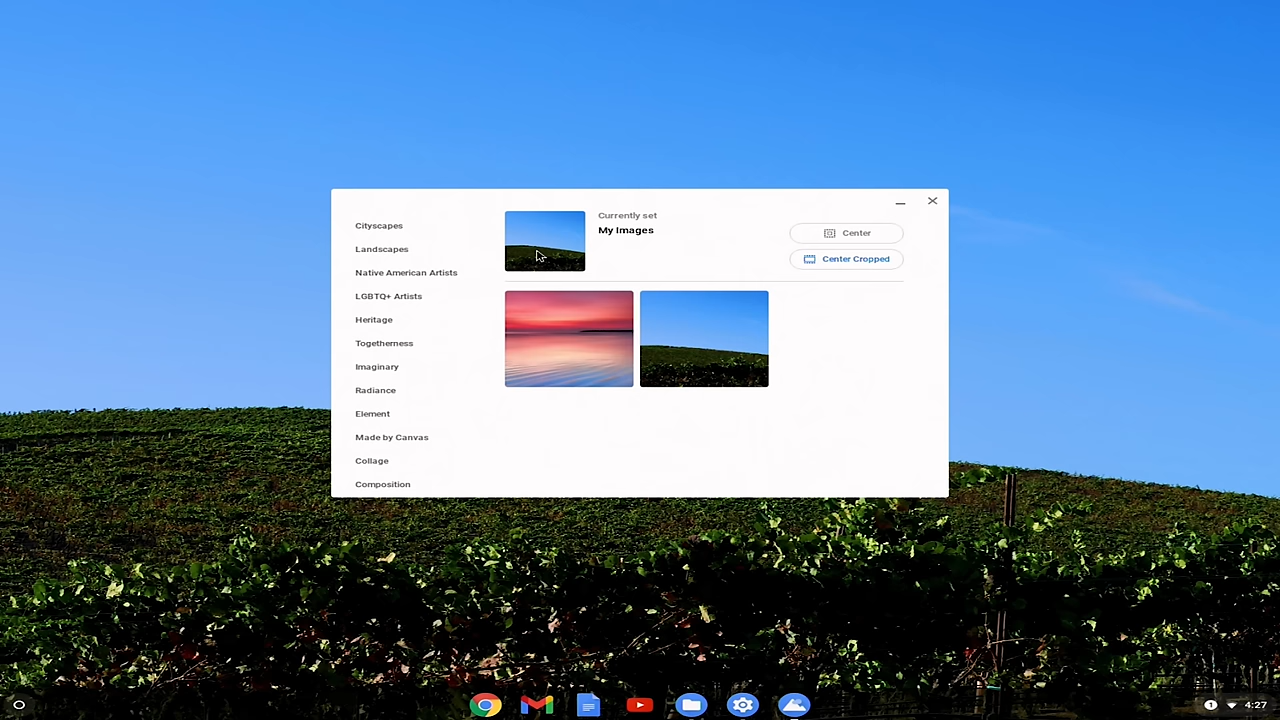 Cityscapes
Landscapes
Native American Artists
LGBTQ+ Artists
Heritage
Togetherness
Imaginary
Radiance
Element
Made by Canvas
Collage
Composition
Currently set
My Images
Center
Center Cropped
1
4:27